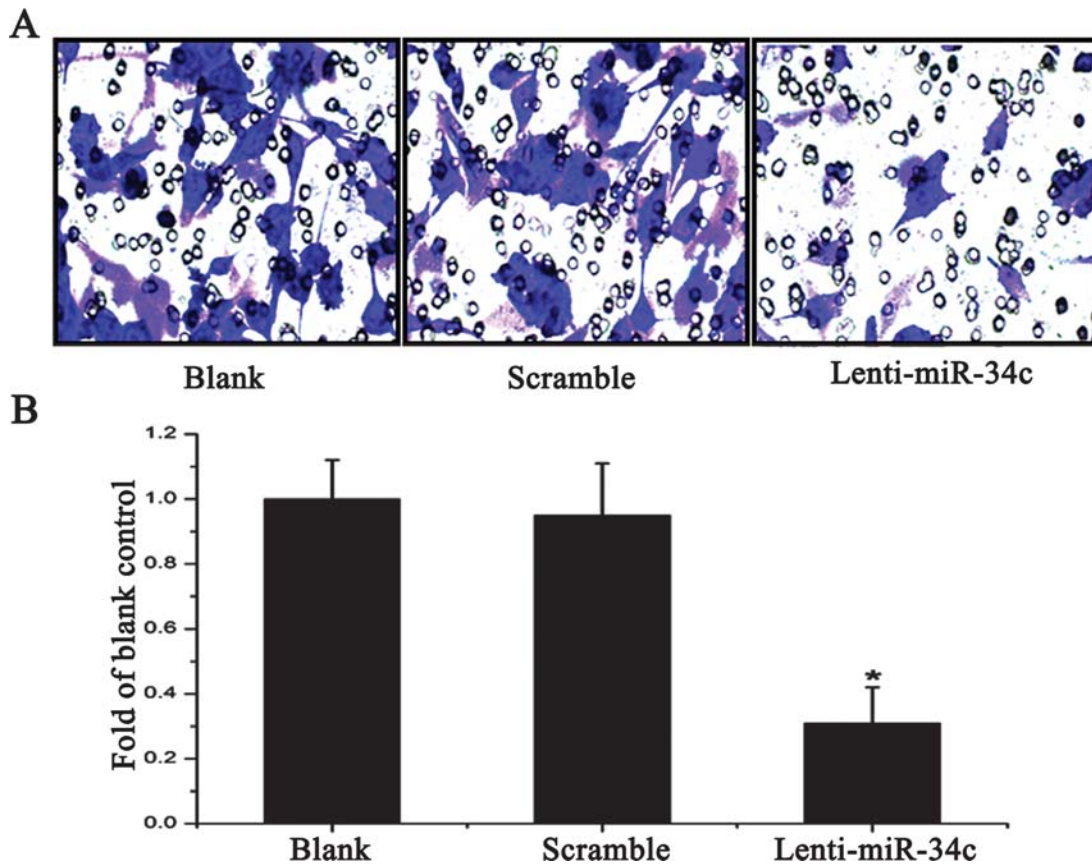 A
Blank Scramble Lenti-miR-34c
B
Fold of blank control
1.2
1.0
0.8
0.6
0.4
0.2
0.0
*
Blank Scramble Lenti-miR-34c